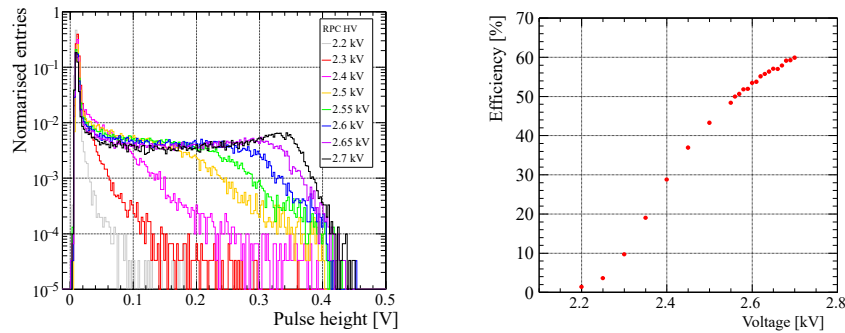 Normarised entries
1
10⁻¹
10⁻²
10⁻³
10⁻⁴
10⁻⁵
0 0.1 0.2 0.3 0.4 0.5
Pulse height [V]
RPC HV
2.2 kV
2.3 kV
2.4 kV
2.5 kV
2.55 kV
2.6 kV
2.65 kV
2.7 kV
Efficiency [%]
70
60
50
40
30
20
10
0
2.2 2.4 2.6 2.8
Voltage [kV]